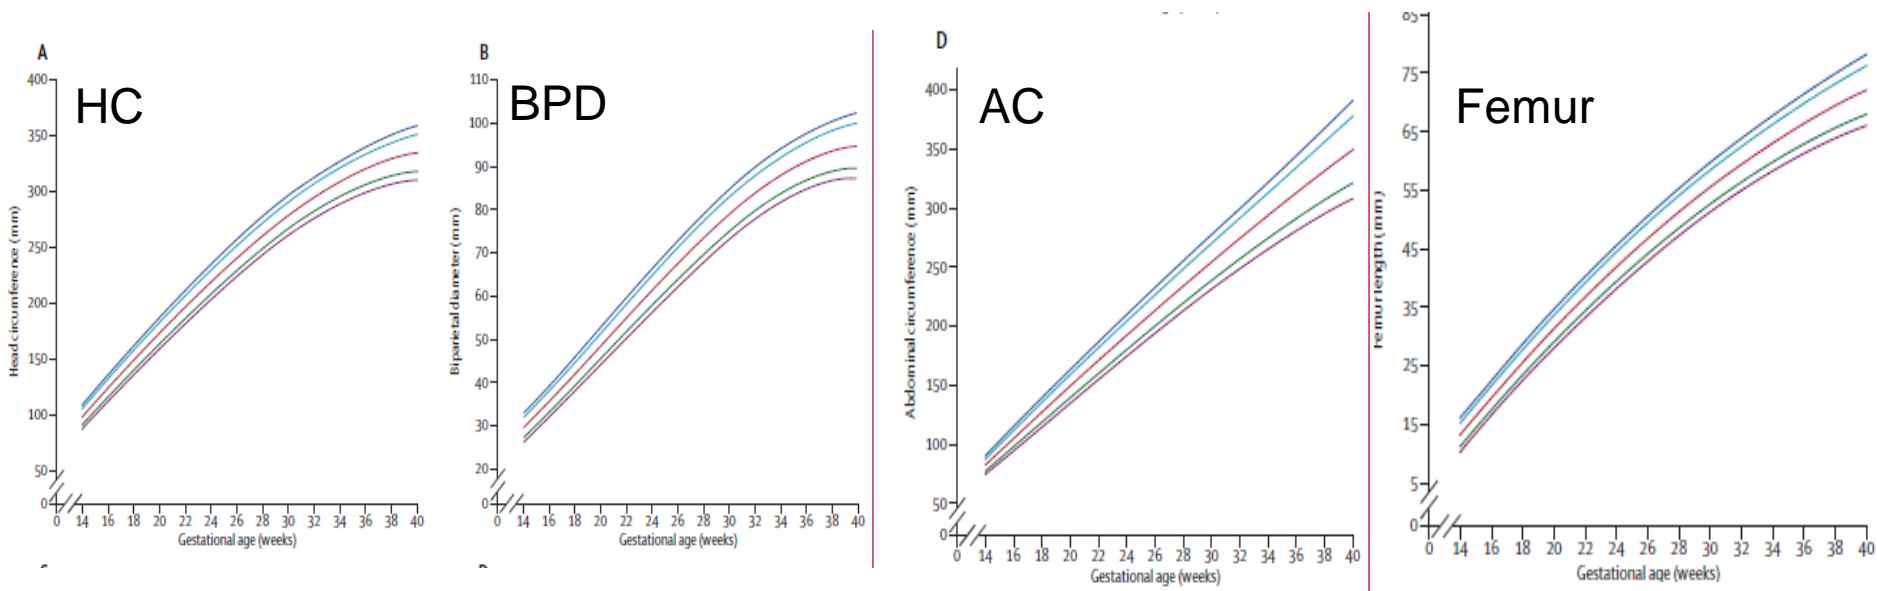 A
HC
400
350
300
250
200
150
100
50
0
Head circumference (mm)
0 14 16 18 20 22 24 26 28 30 32 34 36 38 40
Gestational age (weeks)
B
BPD
110
100
90
80
70
60
50
40
30
20
0
Biparietal diameter (mm)
0 14 16 18 20 22 24 26 28 30 32 34 36 38 40
Gestational age (weeks)
D
AC
400
350
300
250
200
150
100
50
0
Abdominal circumference (mm)
0 14 16 18 20 22 24 26 28 30 32 34 36 38 40
Gestational age (weeks)
Femur
85
75
65
55
45
35
25
15
5
0
Femur length (mm)
0 14 16 18 20 22 24 26 28 30 32 34 36 38 40
Gestational age (weeks)